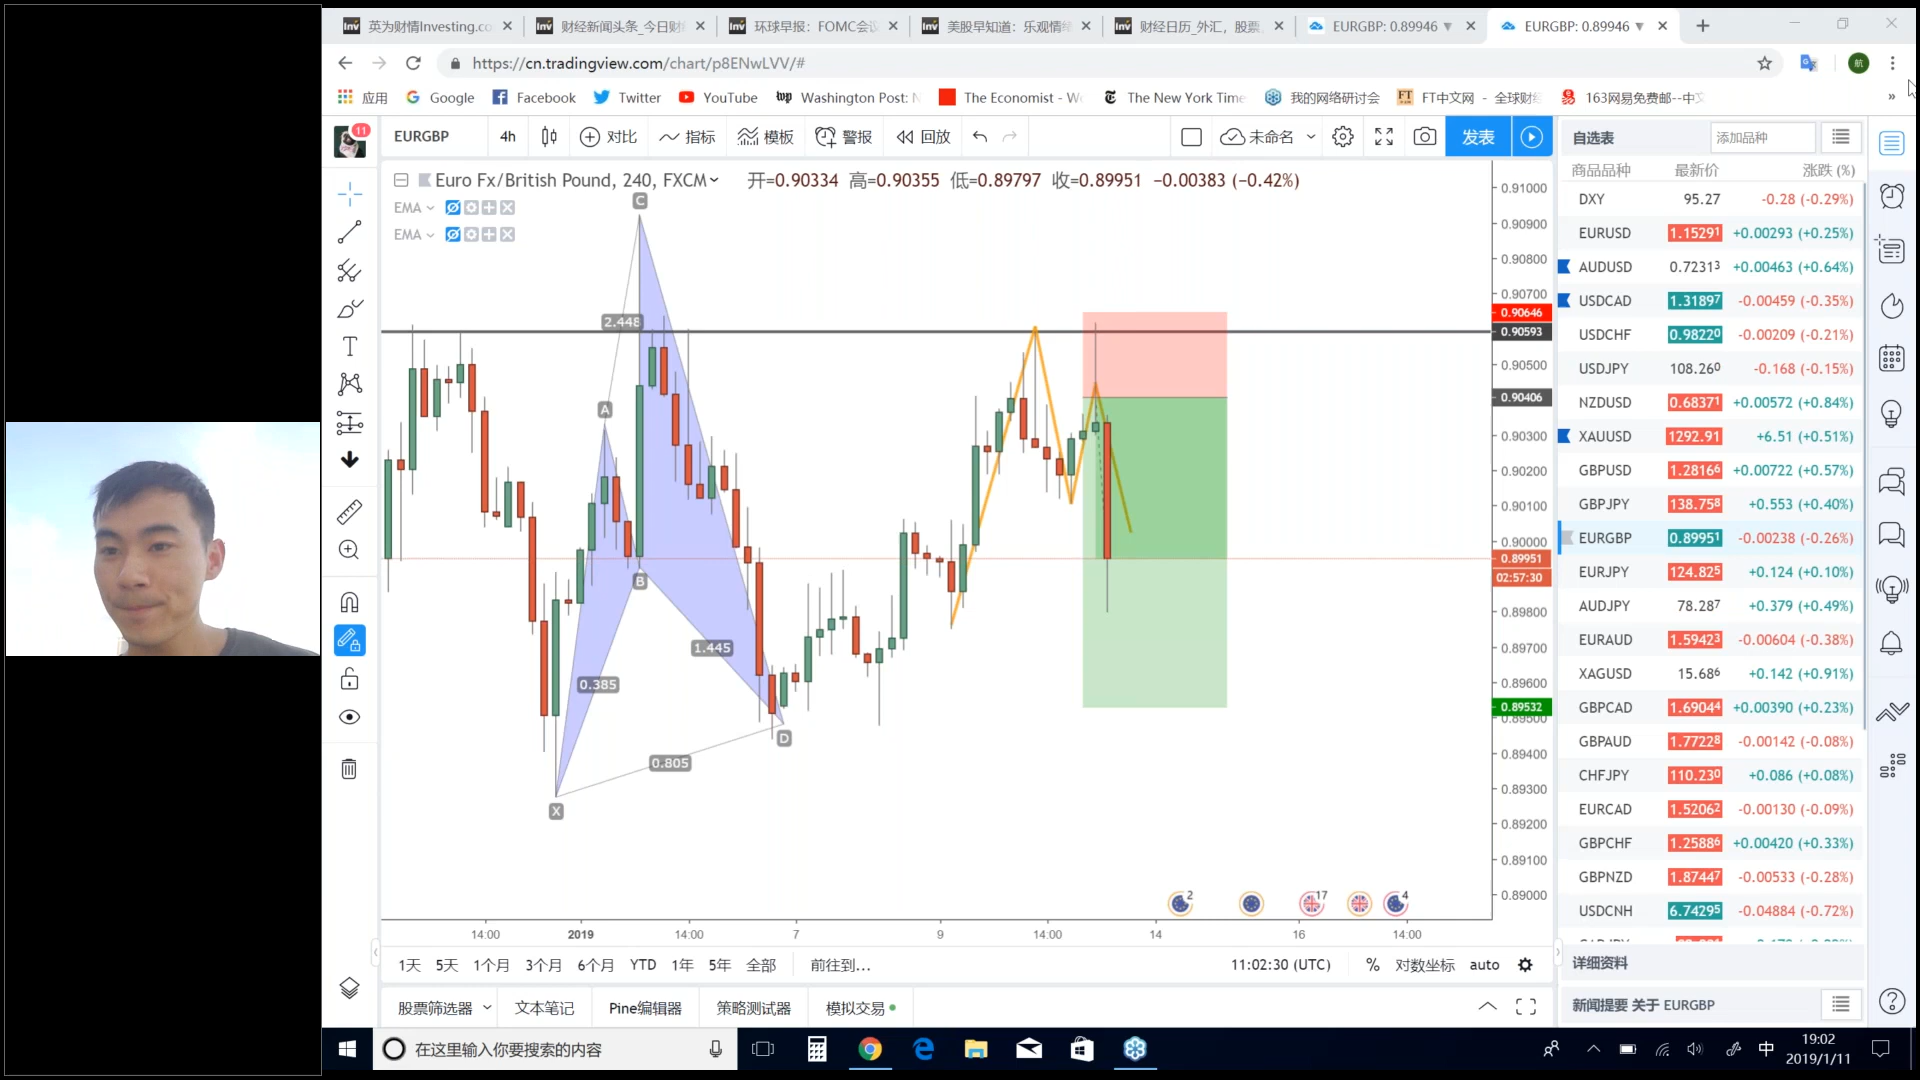 英为财情Investing.co
财经新闻头条_今日财
环球早报：FOMC会议
美股早知道：乐观情绪
财经日历_外汇，股票,
EURGBP: 0.89946 ▼
EURGBP: 0.89946 ▼
https://cn.tradingview.com/chart/p8ENwLVV/#
应用
Google
Facebook
Twitter
YouTube
Washington Post:
The Economist - W
The New York Time
我的网络研讨会
FT中文网 - 全球财
163网易免费邮--中
11
EURGBP
4h
对比
指标
模板
警报
回放
未命名
发表
Euro Fx/British Pound, 240, FXCM
开=0.90334 高=0.90355 低=0.89797 收=0.89951 −0.00383 (−0.42%)
EMA
EMA
C
2.448
A
B
1.445
0.385
D
0.805
X
0.91000
0.90900
0.90800
0.90700
0.90646
0.90593
0.90500
0.90406
0.90300
0.90200
0.90100
0.90000
0.89951
02:57:30
0.89800
0.89700
0.89600
0.89532
0.89500
0.89400
0.89300
0.89200
0.89100
0.89000
2
17
4
14:00
2019
14:00
7
9
14:00
14
16
14:00
1天 5天 1个月 3个月 6个月 YTD 1年 5年 全部 前往到...
11:02:30 (UTC) % 对数坐标 auto
股票筛选器 文本笔记 Pine编辑器 策略测试器 模拟交易
自选表
添加品种
商品品种 最新价 涨跌 (%)
DXY 95.27 -0.28 (-0.29%)
EURUSD 1.15291 +0.00293 (+0.25%)
AUDUSD 0.72313 +0.00463 (+0.64%)
USDCAD 1.31897 -0.00459 (-0.35%)
USDCHF 0.98220 -0.00209 (-0.21%)
USDJPY 108.260 -0.168 (-0.15%)
NZDUSD 0.68371 +0.00572 (+0.84%)
XAUUSD 1292.91 +6.51 (+0.51%)
GBPUSD 1.28166 +0.00722 (+0.57%)
GBPJPY 138.758 +0.553 (+0.40%)
EURGBP 0.89951 -0.00238 (-0.26%)
EURJPY 124.825 +0.124 (+0.10%)
AUDJPY 78.287 +0.379 (+0.49%)
EURAUD 1.59423 -0.00604 (-0.38%)
XAGUSD 15.686 +0.142 (+0.91%)
GBPCAD 1.69044 +0.00390 (+0.23%)
GBPAUD 1.77228 -0.00142 (-0.08%)
CHFJPY 110.230 +0.086 (+0.08%)
EURCAD 1.52062 -0.00130 (-0.09%)
GBPCHF 1.25886 +0.00420 (+0.33%)
GBPNZD 1.87447 -0.00533 (-0.28%)
USDCNH 6.74295 -0.04884 (-0.72%)
详细资料
新闻提要 关于 EURGBP
在这里输入你要搜索的内容
中
19:02
2019/1/11